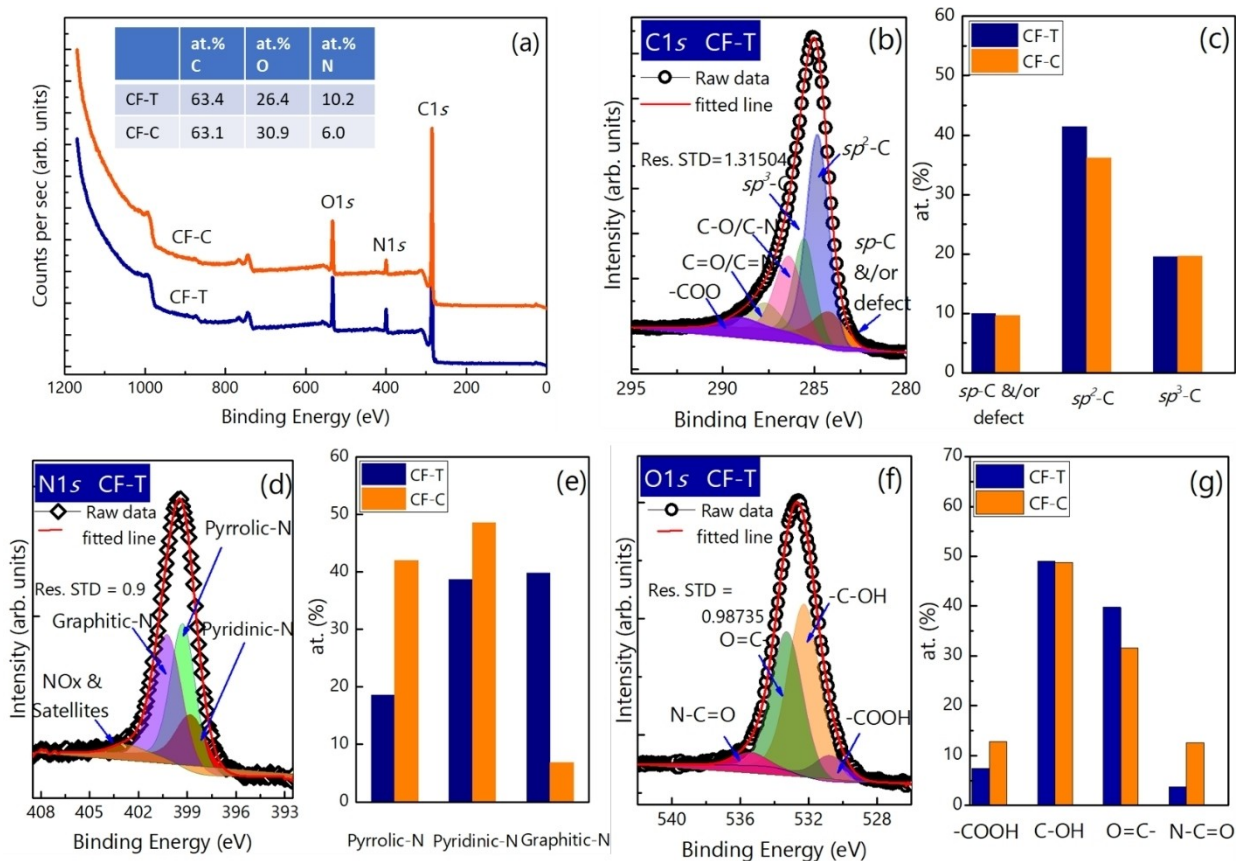 (a)
at.% C at.% O at.% N
CF-T 63.4 26.4 10.2
CF-C 63.1 30.9 6.0
C1s
O1s
N1s
CF-C
CF-T
Counts per sec (arb. units)
1200 1000 800 600 400 200 0
Binding Energy (eV)
C1s CF-T (b)
Raw data
fitted line
Res. STD=1.31504
sp²-C
sp³-C
C-O/C-N
C=O/C=N
-COO
sp-C
&/or
defect
Intensity (arb. units)
295 290 285 280
Binding Energy (eV)
(c)
CF-T
CF-C
at. (%)
60
50
40
30
20
10
0
sp-C &/or defect sp²-C sp³-C
N1s CF-T (d)
Raw data
fitted line
Pyrrolic-N
Res. STD = 0.9
Graphitic-N
Pyridinic-N
NOx &
Satellites
Intensity (arb. units)
408 405 402 399 396 393
Binding Energy (eV)
(e)
CF-T
CF-C
at. (%)
60
50
40
30
20
10
0
Pyrrolic-N Pyridinic-N Graphitic-N
O1s CF-T (f)
Raw data
fitted line
Res. STD =
0.98735
-C-OH
O=C-
N-C=O
-COOH
Intensity (arb. units)
540 536 532 528
Binding Energy (eV)
(g)
CF-T
CF-C
at. (%)
70
60
50
40
30
20
10
0
-COOH C-OH O=C- N-C=O